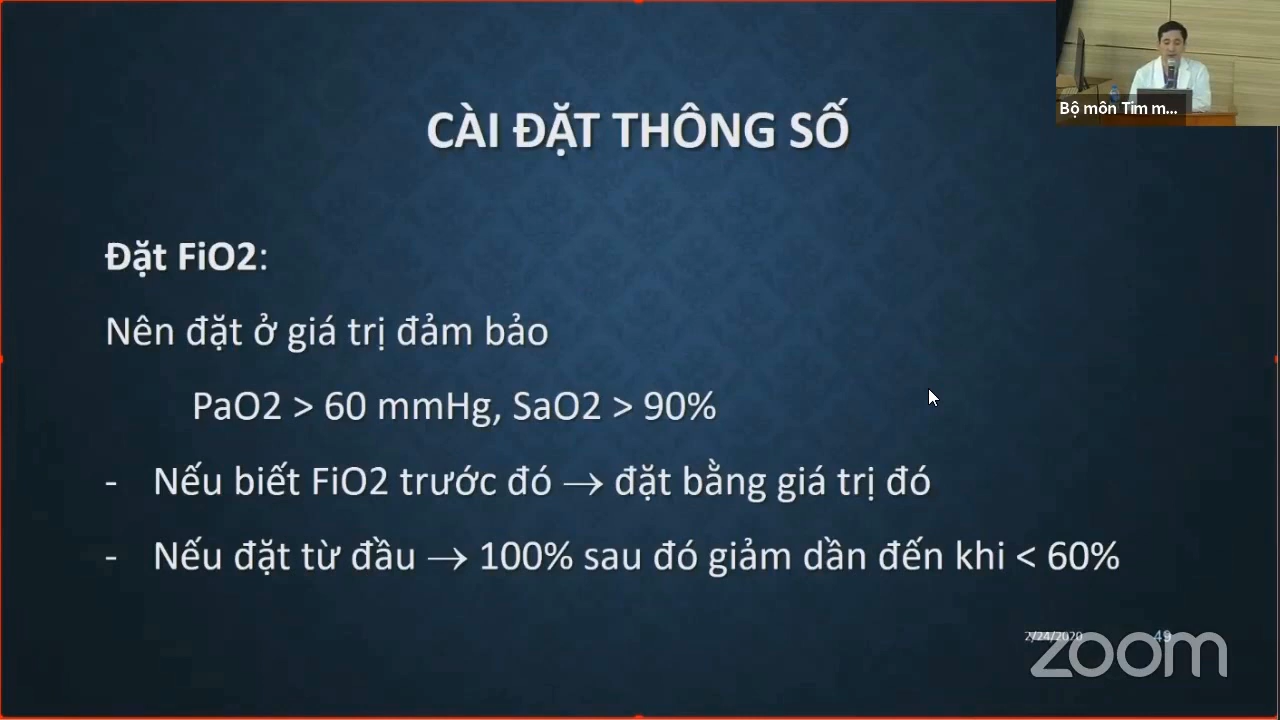 Bộ môn Tim m...
CÀI ĐẶT THÔNG SỐ
Đặt FiO2:
Nên đặt ở giá trị đảm bảo
PaO2 > 60 mmHg, SaO2 > 90%
- Nếu biết FiO2 trước đó → đặt bằng giá trị đó
- Nếu đặt từ đầu → 100% sau đó giảm dần đến khi < 60%
2/24/2020 49
zoom